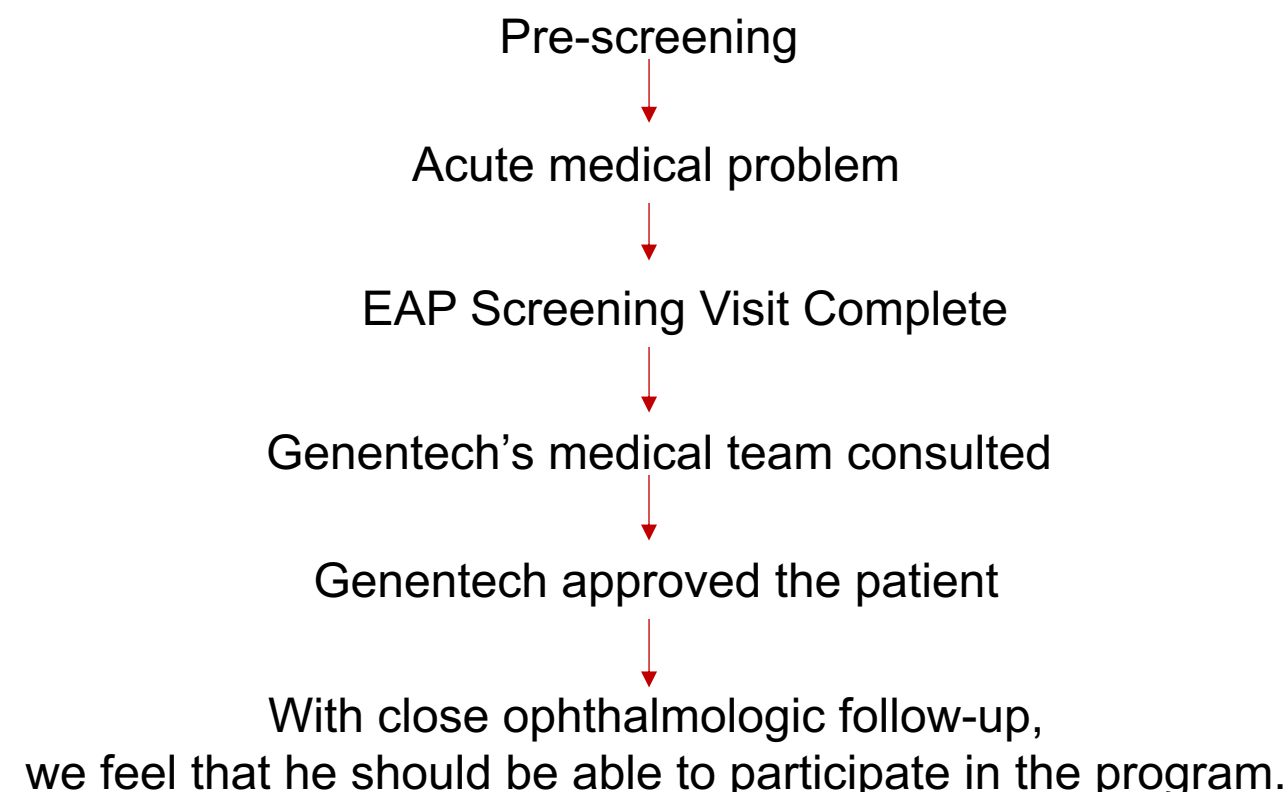 Pre-screening
Acute medical problem
EAP Screening Visit Complete
Genentech’s medical team consulted
Genentech approved the patient
With close ophthalmologic follow-up,
we feel that he should be able to participate in the program.